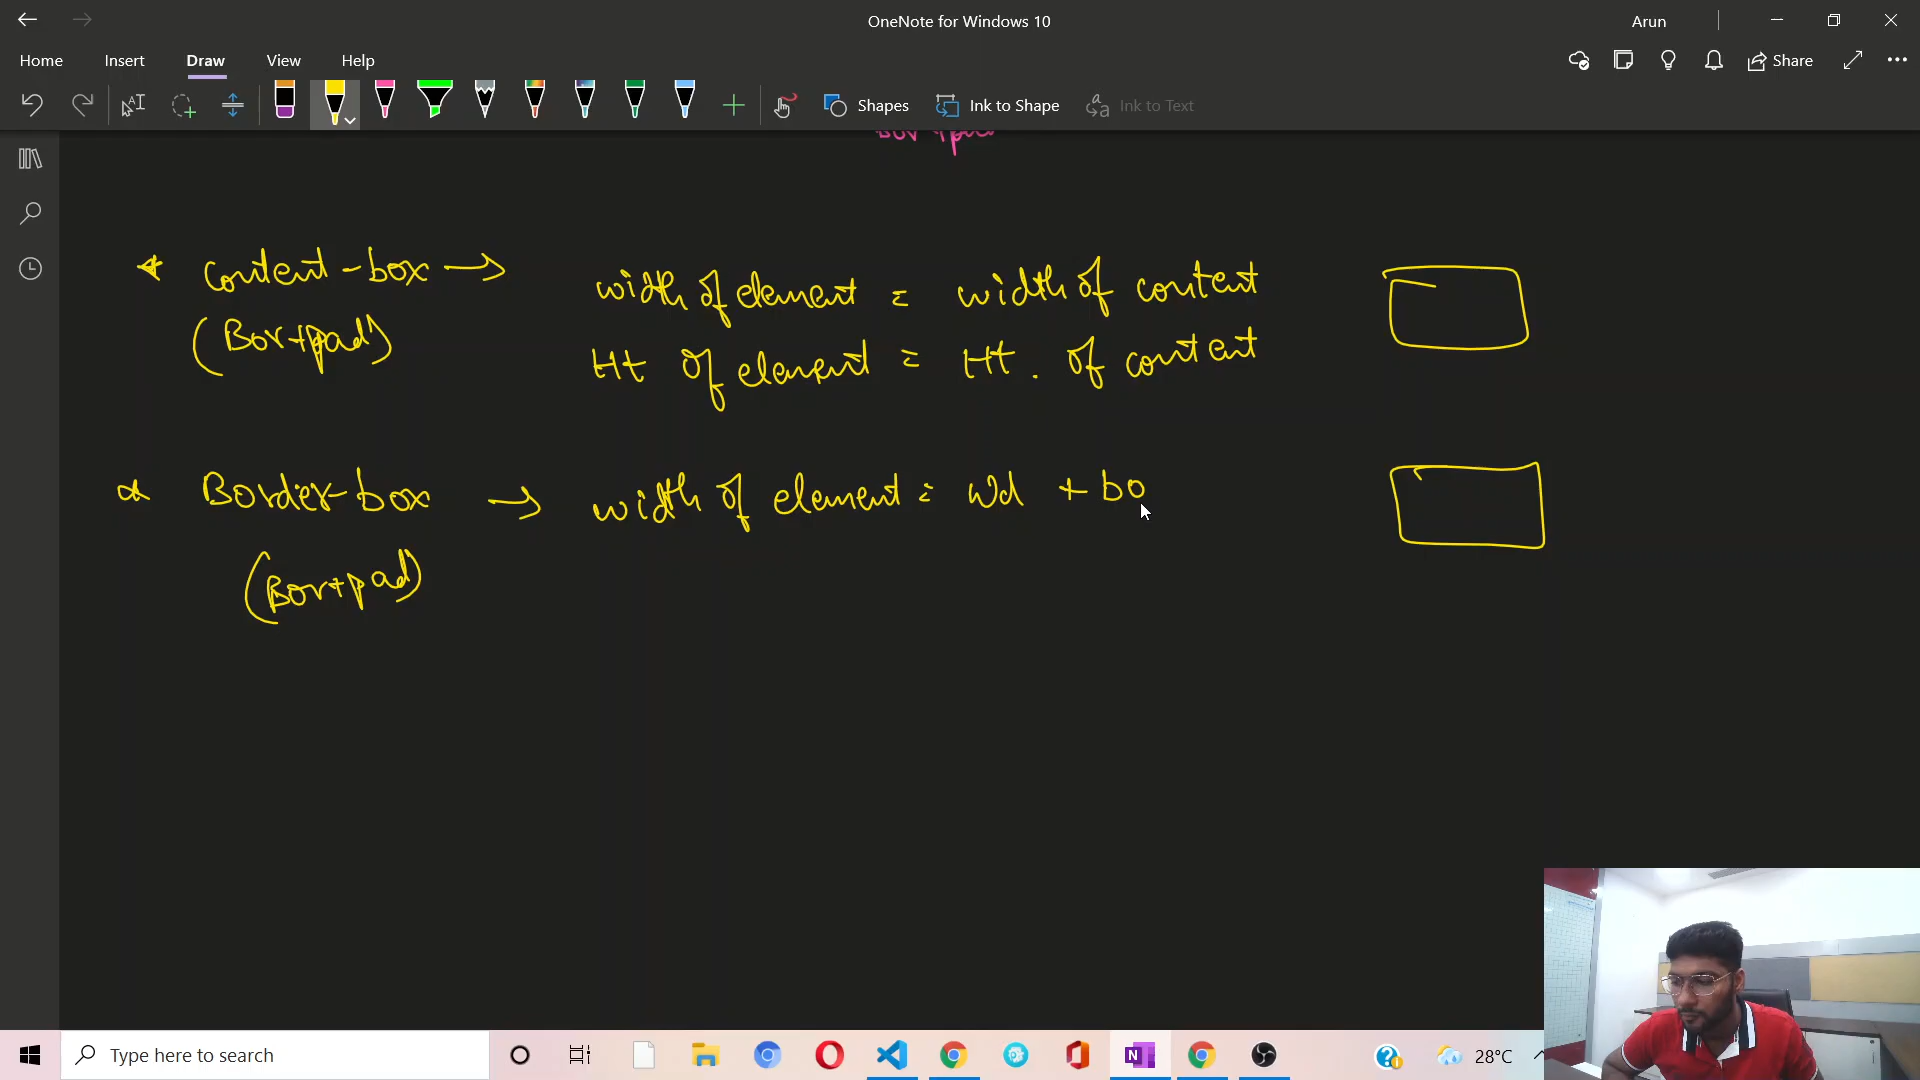 OneNote for Windows 10
Arun
Home Insert Draw View Help
Share
Shapes Ink to Shape Ink to Text
Bor+pad
* content-box → width of element = width of content
(Bor+pad) Ht of element = Ht. of content
* Border-box → width of element = wd + bo
(Bor+pad)
Type here to search
28°C